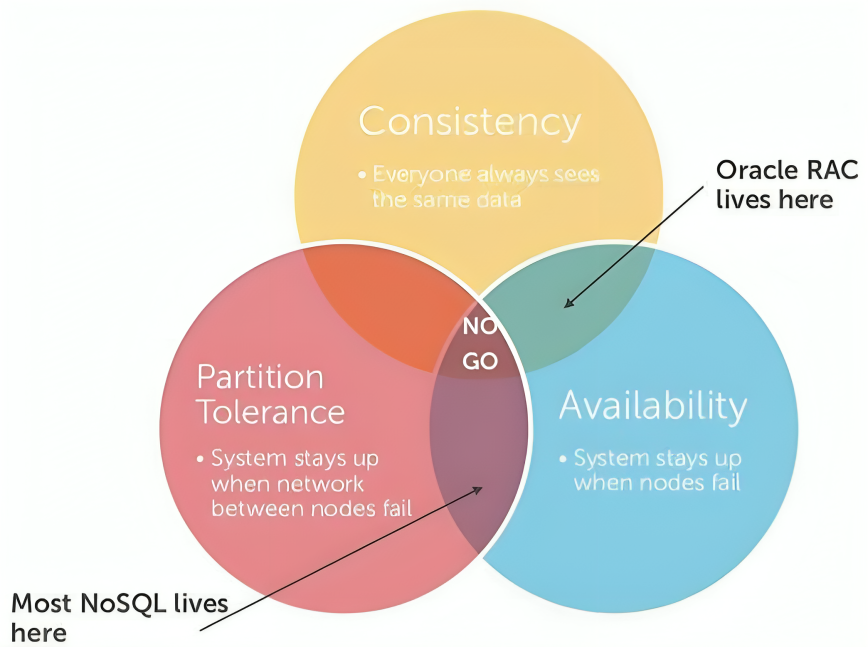 Consistency
• Everyone always sees
the same data
Oracle RAC
lives here
NO
GO
Partition
Tolerance
• System stays up
when network
between nodes fail
Availability
• System stays up
when nodes fail
Most NoSQL lives
here